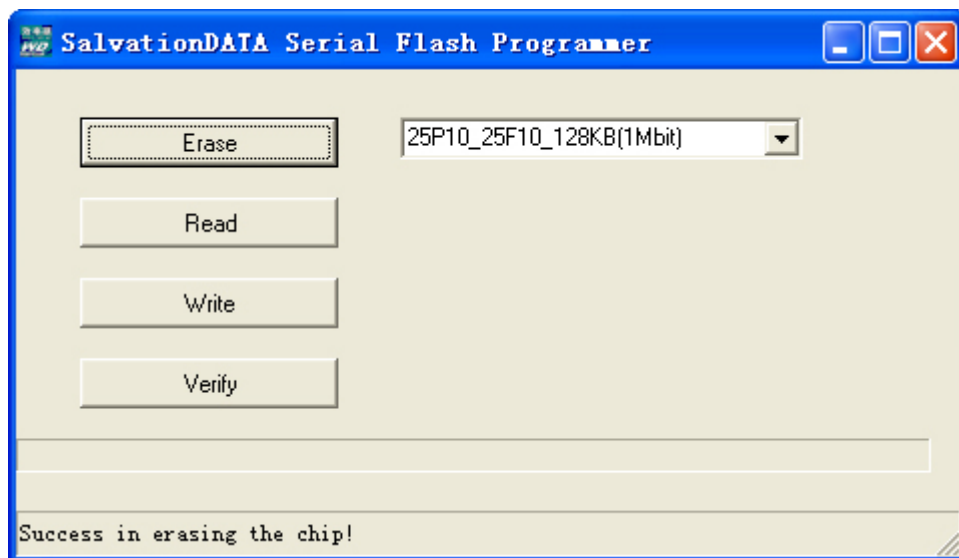 SalvationDATA Serial Flash Programmer
Erase
25P10_25F10_128KB(1Mbit)
Read
Write
Verify
Success in erasing the chip!